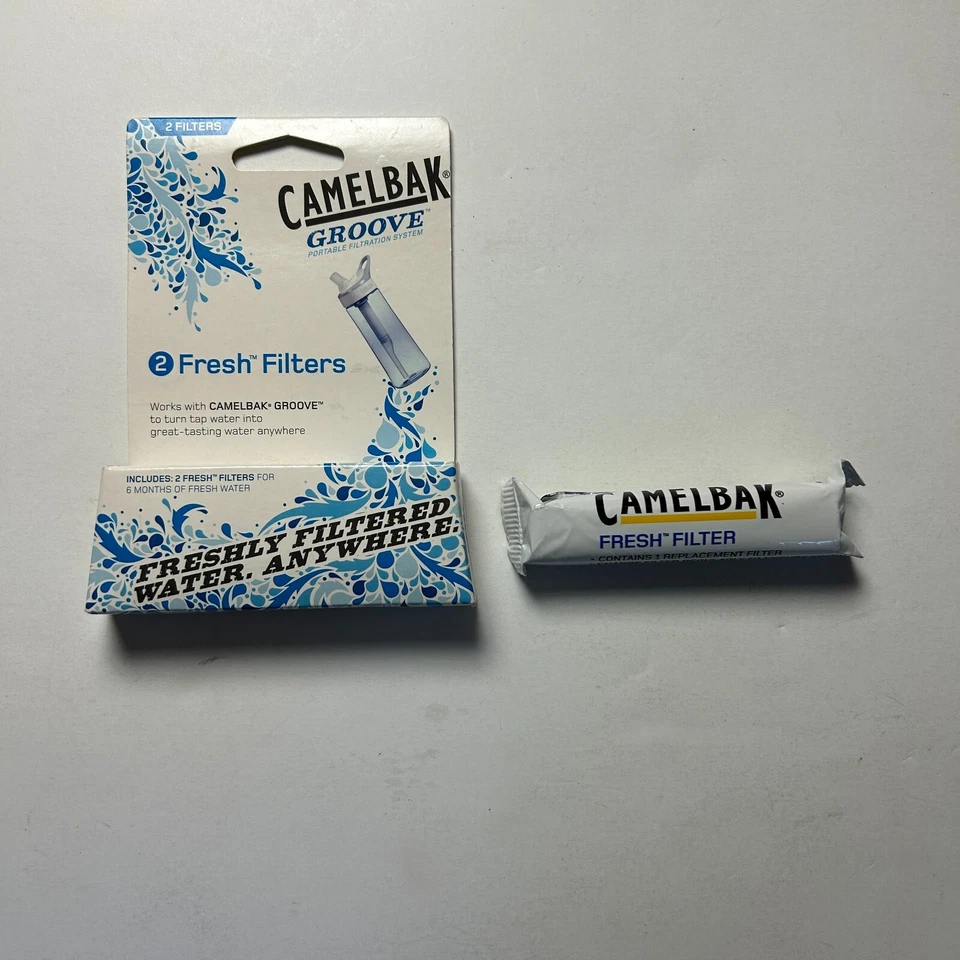 2 FILTERS
CAMELBAK®
GROOVE™
PORTABLE FILTRATION SYSTEM
2 Fresh™ Filters
Works with CAMELBAK® GROOVE™
to turn tap water into
great-tasting water anywhere
INCLUDES: 2 FRESH™ FILTERS FOR
6 MONTHS OF FRESH WATER
FRESHLY FILTERED
WATER. ANYWHERE.
CAMELBAK®
FRESH™ FILTER
• CONTAINS 1 REPLACEMENT FILTER